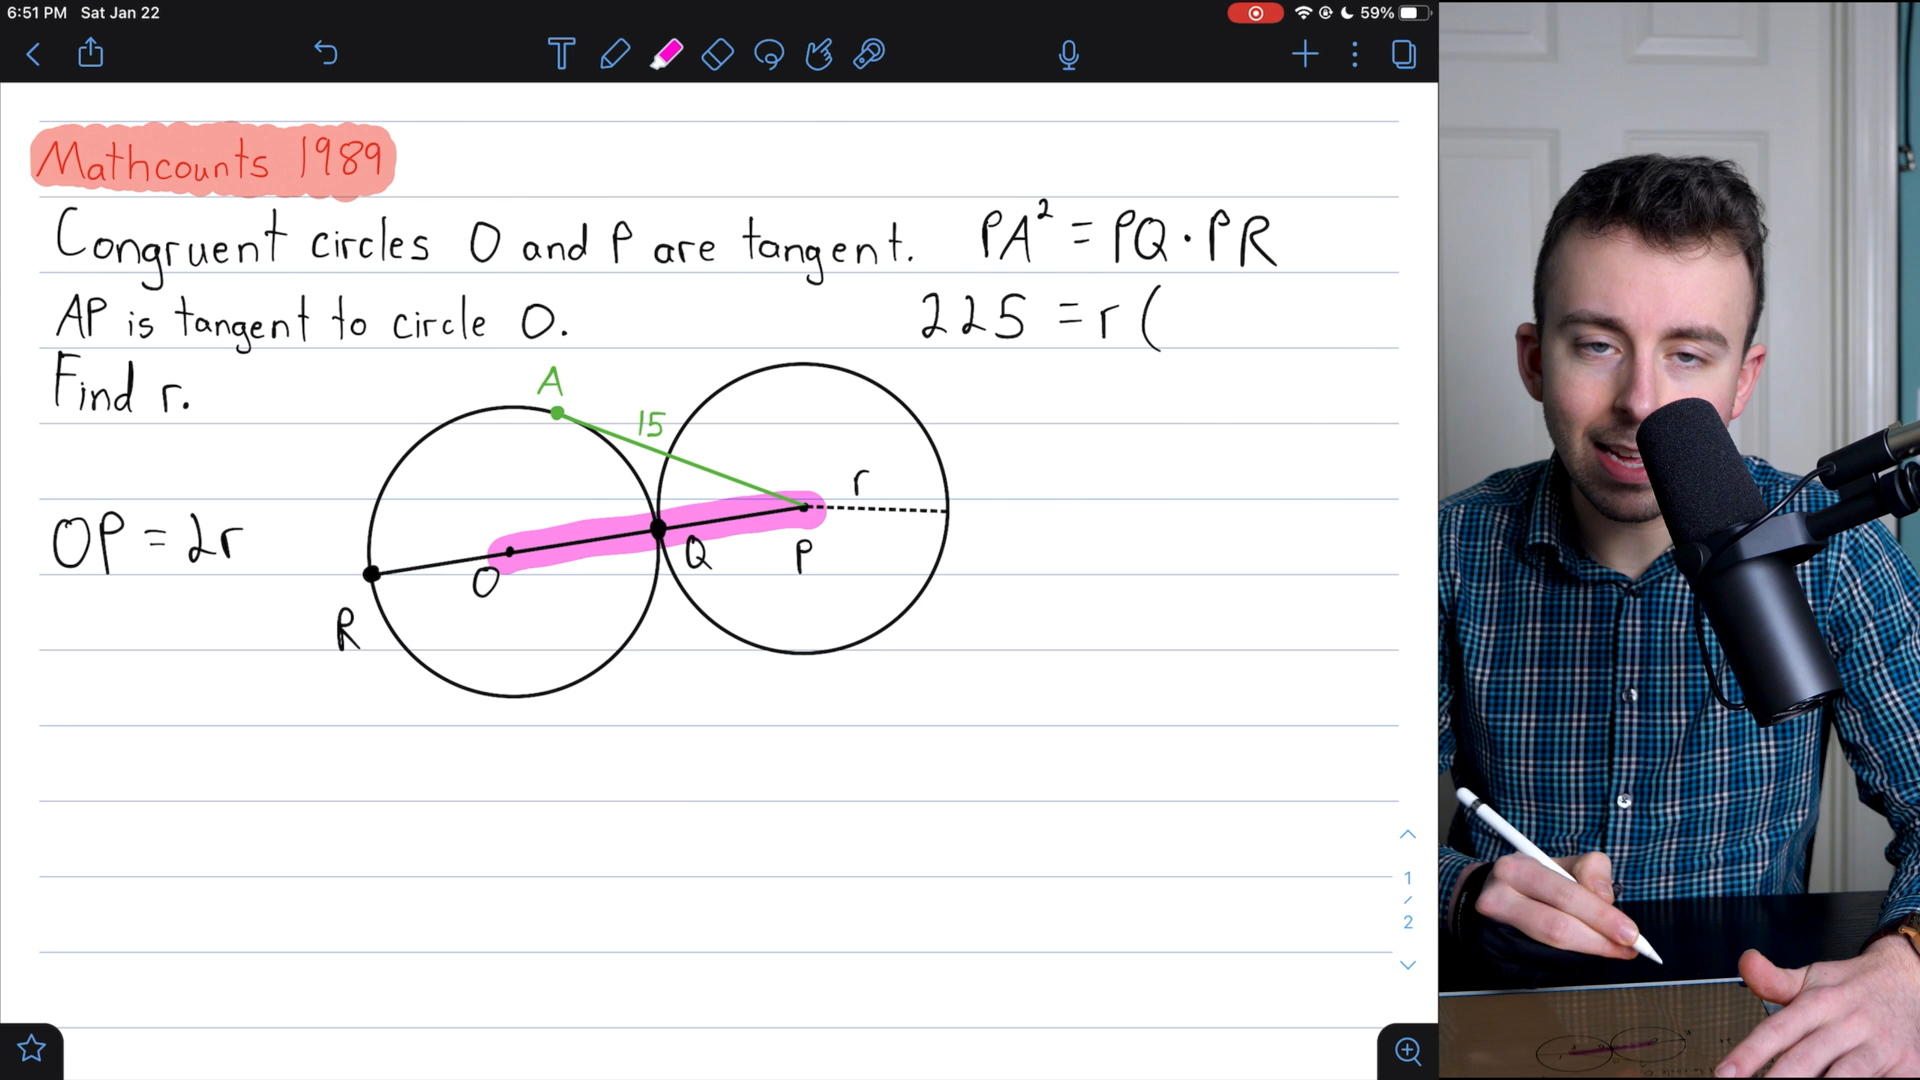 6:51 PM Sat Jan 22
59%
Mathcounts 1989
Congruent circles O and P are tangent.
AP is tangent to circle O.
Find r.
PA² = PQ · PR
225 = r (
A
15
r
OP = 2r
O
Q
P
R
1
/
2